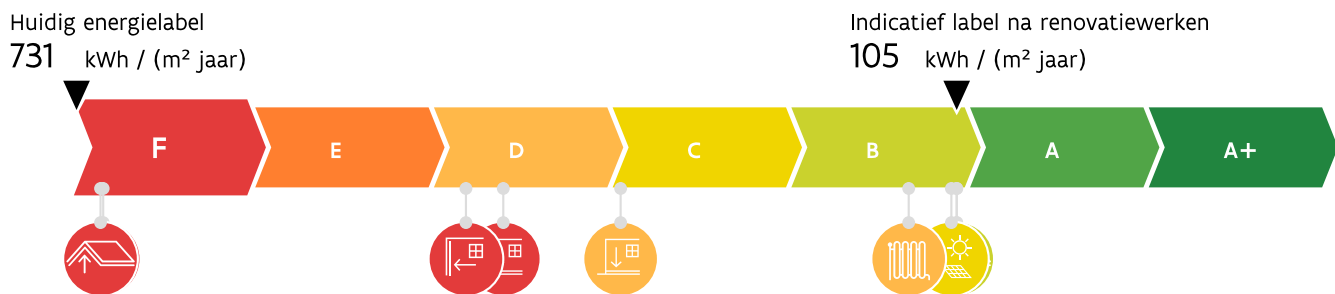 Huidig energielabel
731 kWh / (m² jaar)
Indicatief label na renovatiewerken
105 kWh / (m² jaar)
F E D C B A A+